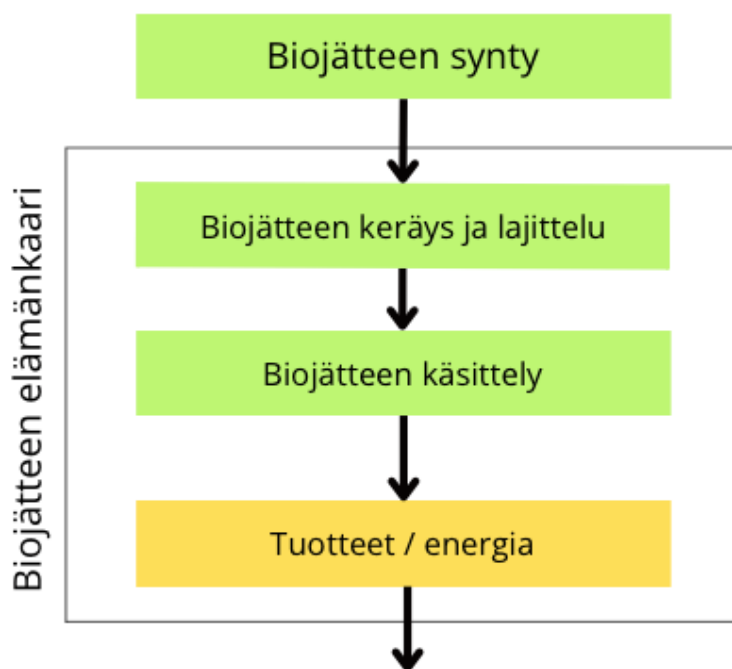 Biojätteen synty
Biojätteen elämänkaari
Biojätteen keräys ja lajittelu
Biojätteen käsittely
Tuotteet / energia